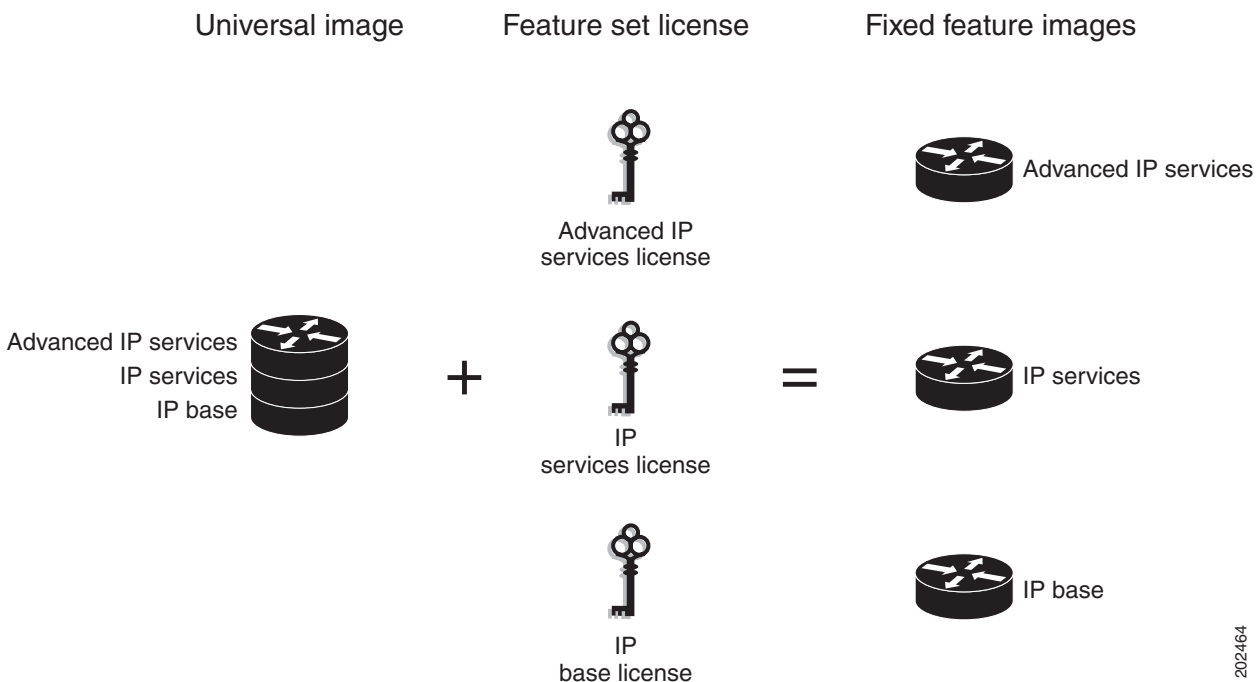 Universal image
Feature set license
Fixed feature images
Advanced IP
services license
Advanced IP services
Advanced IP services
IP services
IP base
+
IP
services license
=
IP services
IP
base license
IP base
202464